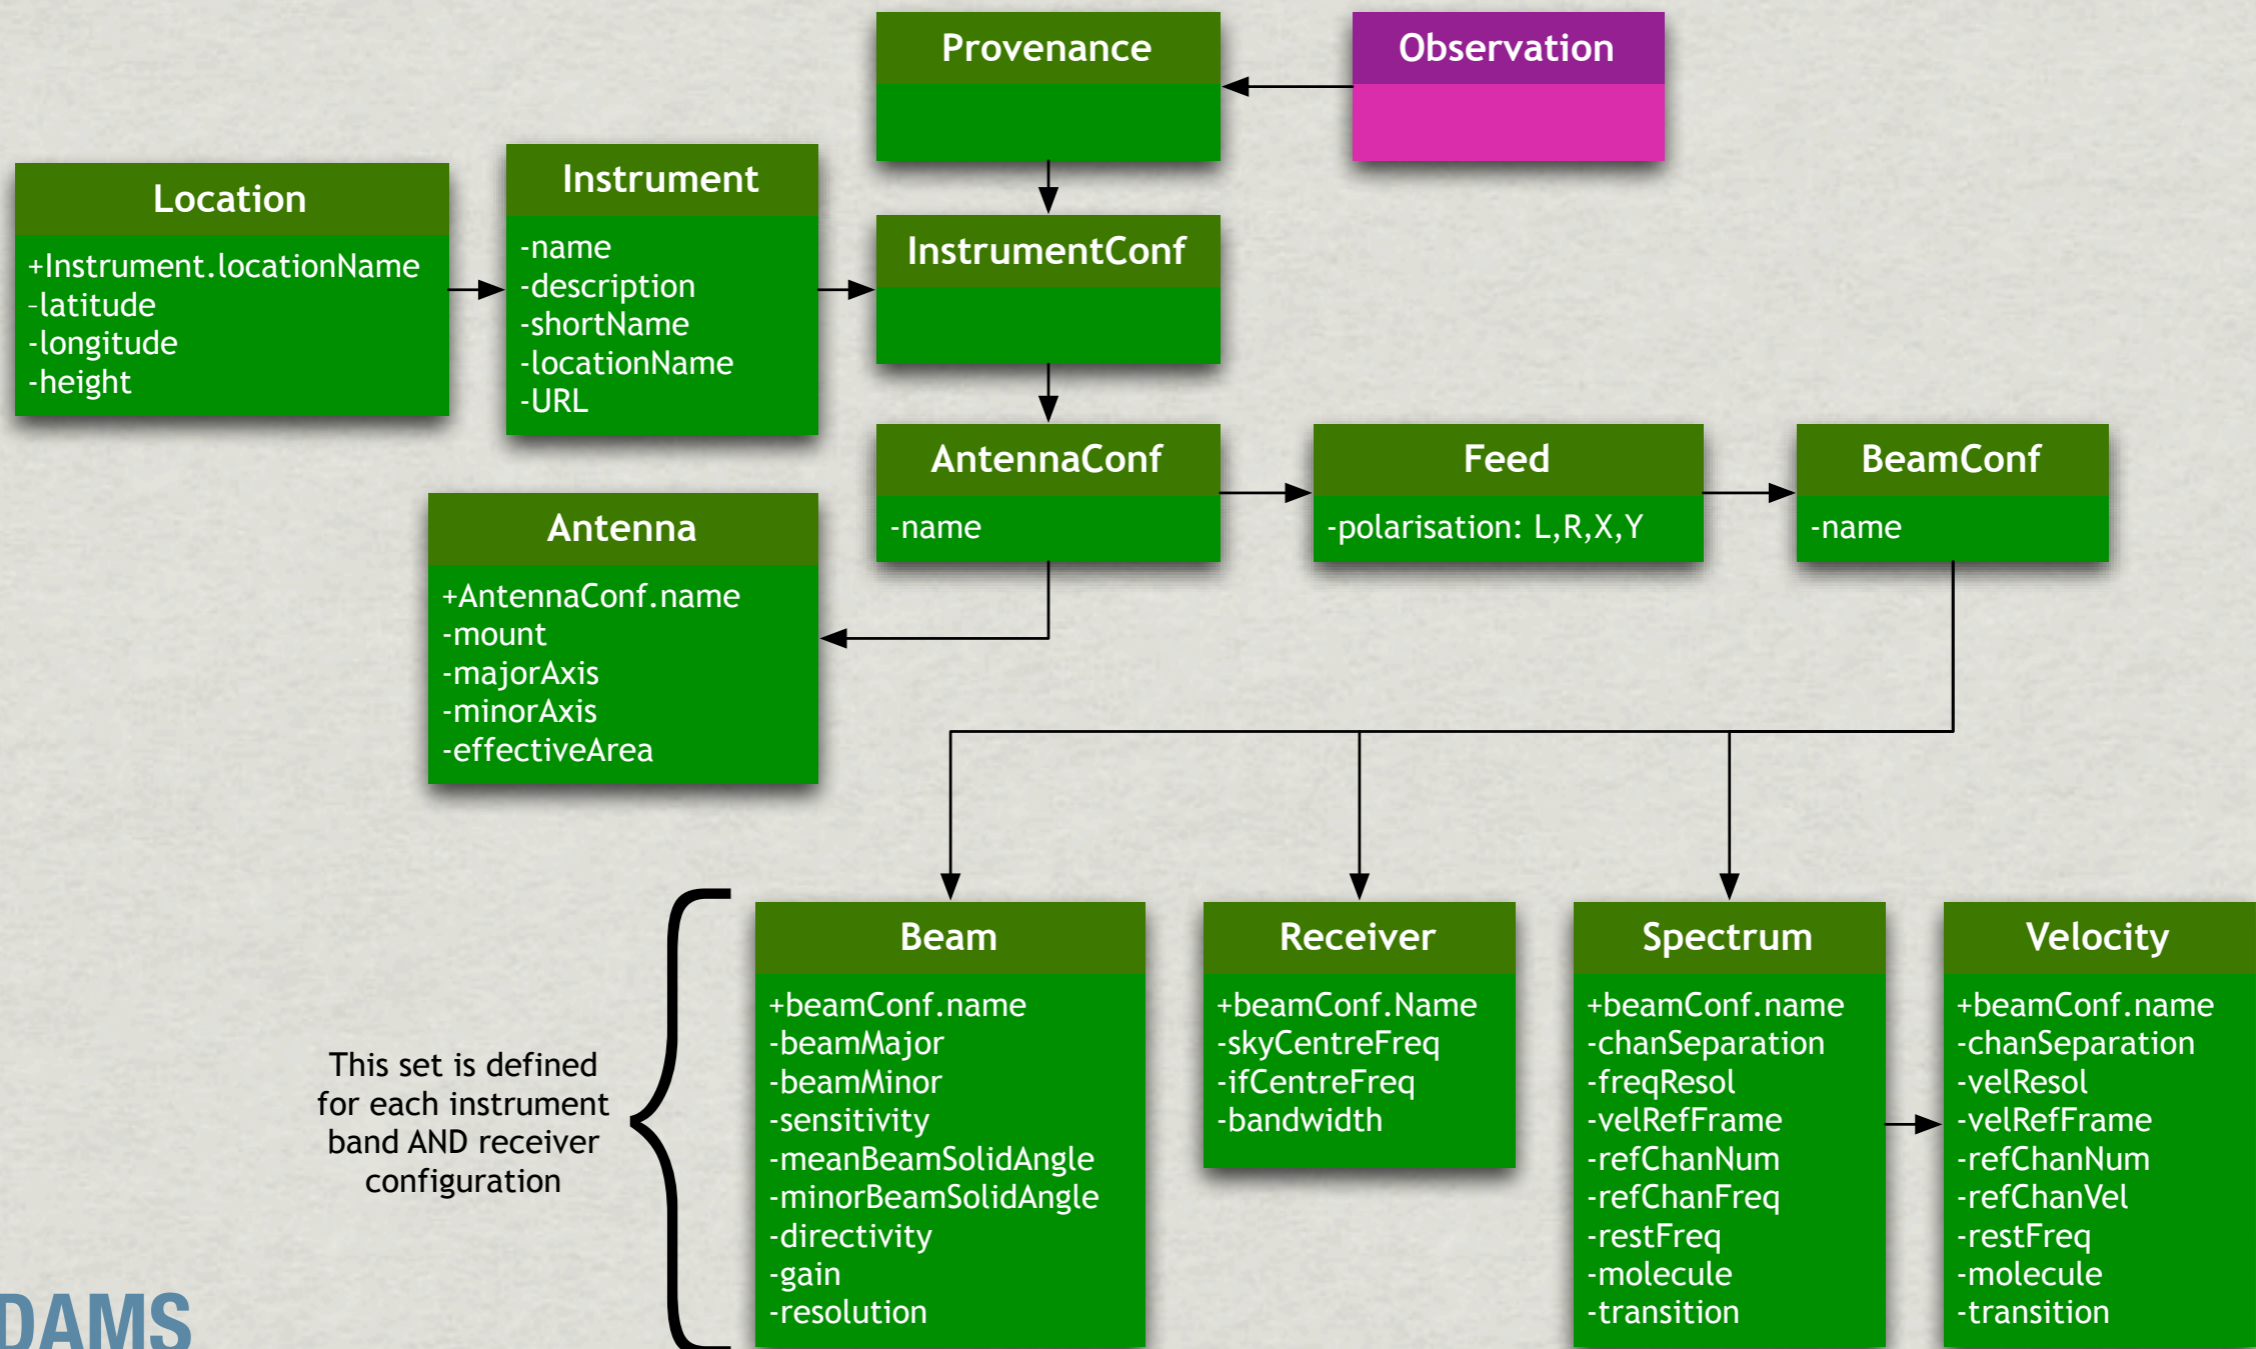 Provenance
Observation
Location
+Instrument.locationName
-latitude
-longitude
-height
Instrument
-name
-description
-shortName
-locationName
-URL
InstrumentConf
AntennaConf
-name
Feed
-polarisation: L,R,X,Y
BeamConf
-name
Antenna
+AntennaConf.name
-mount
-majorAxis
-minorAxis
-effectiveArea
This set is defined
for each instrument
band AND receiver
configuration
Beam
+beamConf.name
-beamMajor
-beamMinor
-sensitivity
-meanBeamSolidAngle
-minorBeamSolidAngle
-directivity
-gain
-resolution
Receiver
+beamConf.Name
-skyCentreFreq
-ifCentreFreq
-bandwidth
Spectrum
+beamConf.name
-chanSeparation
-freqResol
-velRefFrame
-refChanNum
-refChanFreq
-restFreq
-molecule
-transition
Velocity
+beamConf.name
-chanSeparation
-velResol
-velRefFrame
-refChanNum
-refChanVel
-restFreq
-molecule
-transition
DAMS